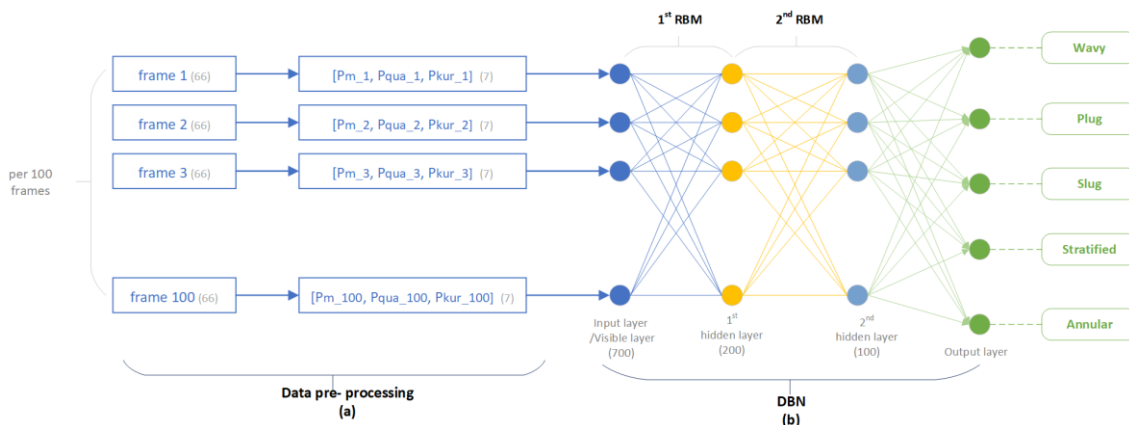 1st RBM
2nd RBM
frame 1 (66)
[Pm_1, Pqua_1, Pkur_1] (7)
frame 2 (66)
[Pm_2, Pqua_2, Pkur_2] (7)
frame 3 (66)
[Pm_3, Pqua_3, Pkur_3] (7)
per 100
frames
frame 100 (66)
[Pm_100, Pqua_100, Pkur_100] (7)
Wavy
Plug
Slug
Stratified
Annular
Input layer
/Visible layer
(700)
1st
hidden layer
(200)
2nd
hidden layer
(100)
Output layer
Data pre- processing
(a)
DBN
(b)